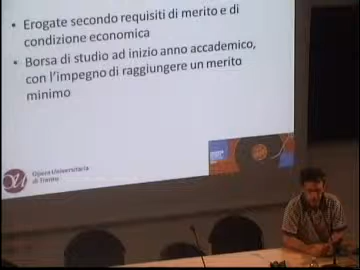 • Erogate secondo requisiti di merito e di
condizione economica
• Borsa di studio ad inizio anno accademico,
con l'impegno di raggiungere un merito
minimo
Opera Universitaria
di Trento